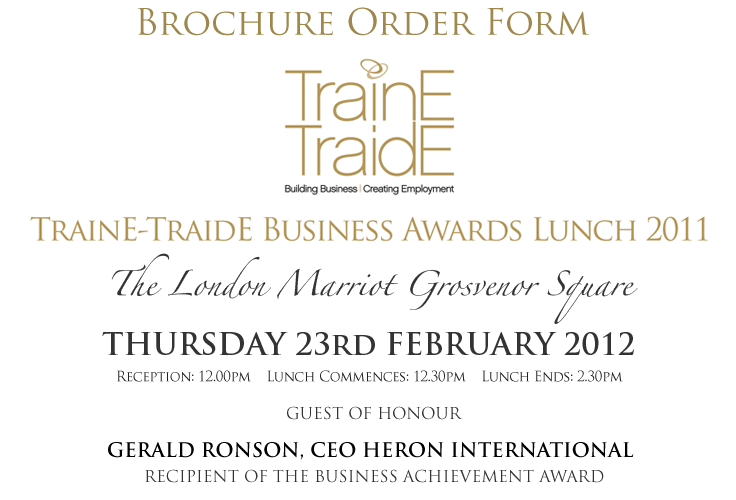 Brochure Order Form
TrainE
TraidE
Building Business | Creating Employment
TrainE-TraidE Business Awards Lunch 2011
The London Marriot Grosvenor Square
THURSDAY 23RD FEBRUARY 2012
Reception: 12.00pm Lunch Commences: 12.30pm Lunch Ends: 2.30pm
GUEST OF HONOUR
GERALD RONSON, CEO HERON INTERNATIONAL
RECIPIENT OF THE BUSINESS ACHIEVEMENT AWARD